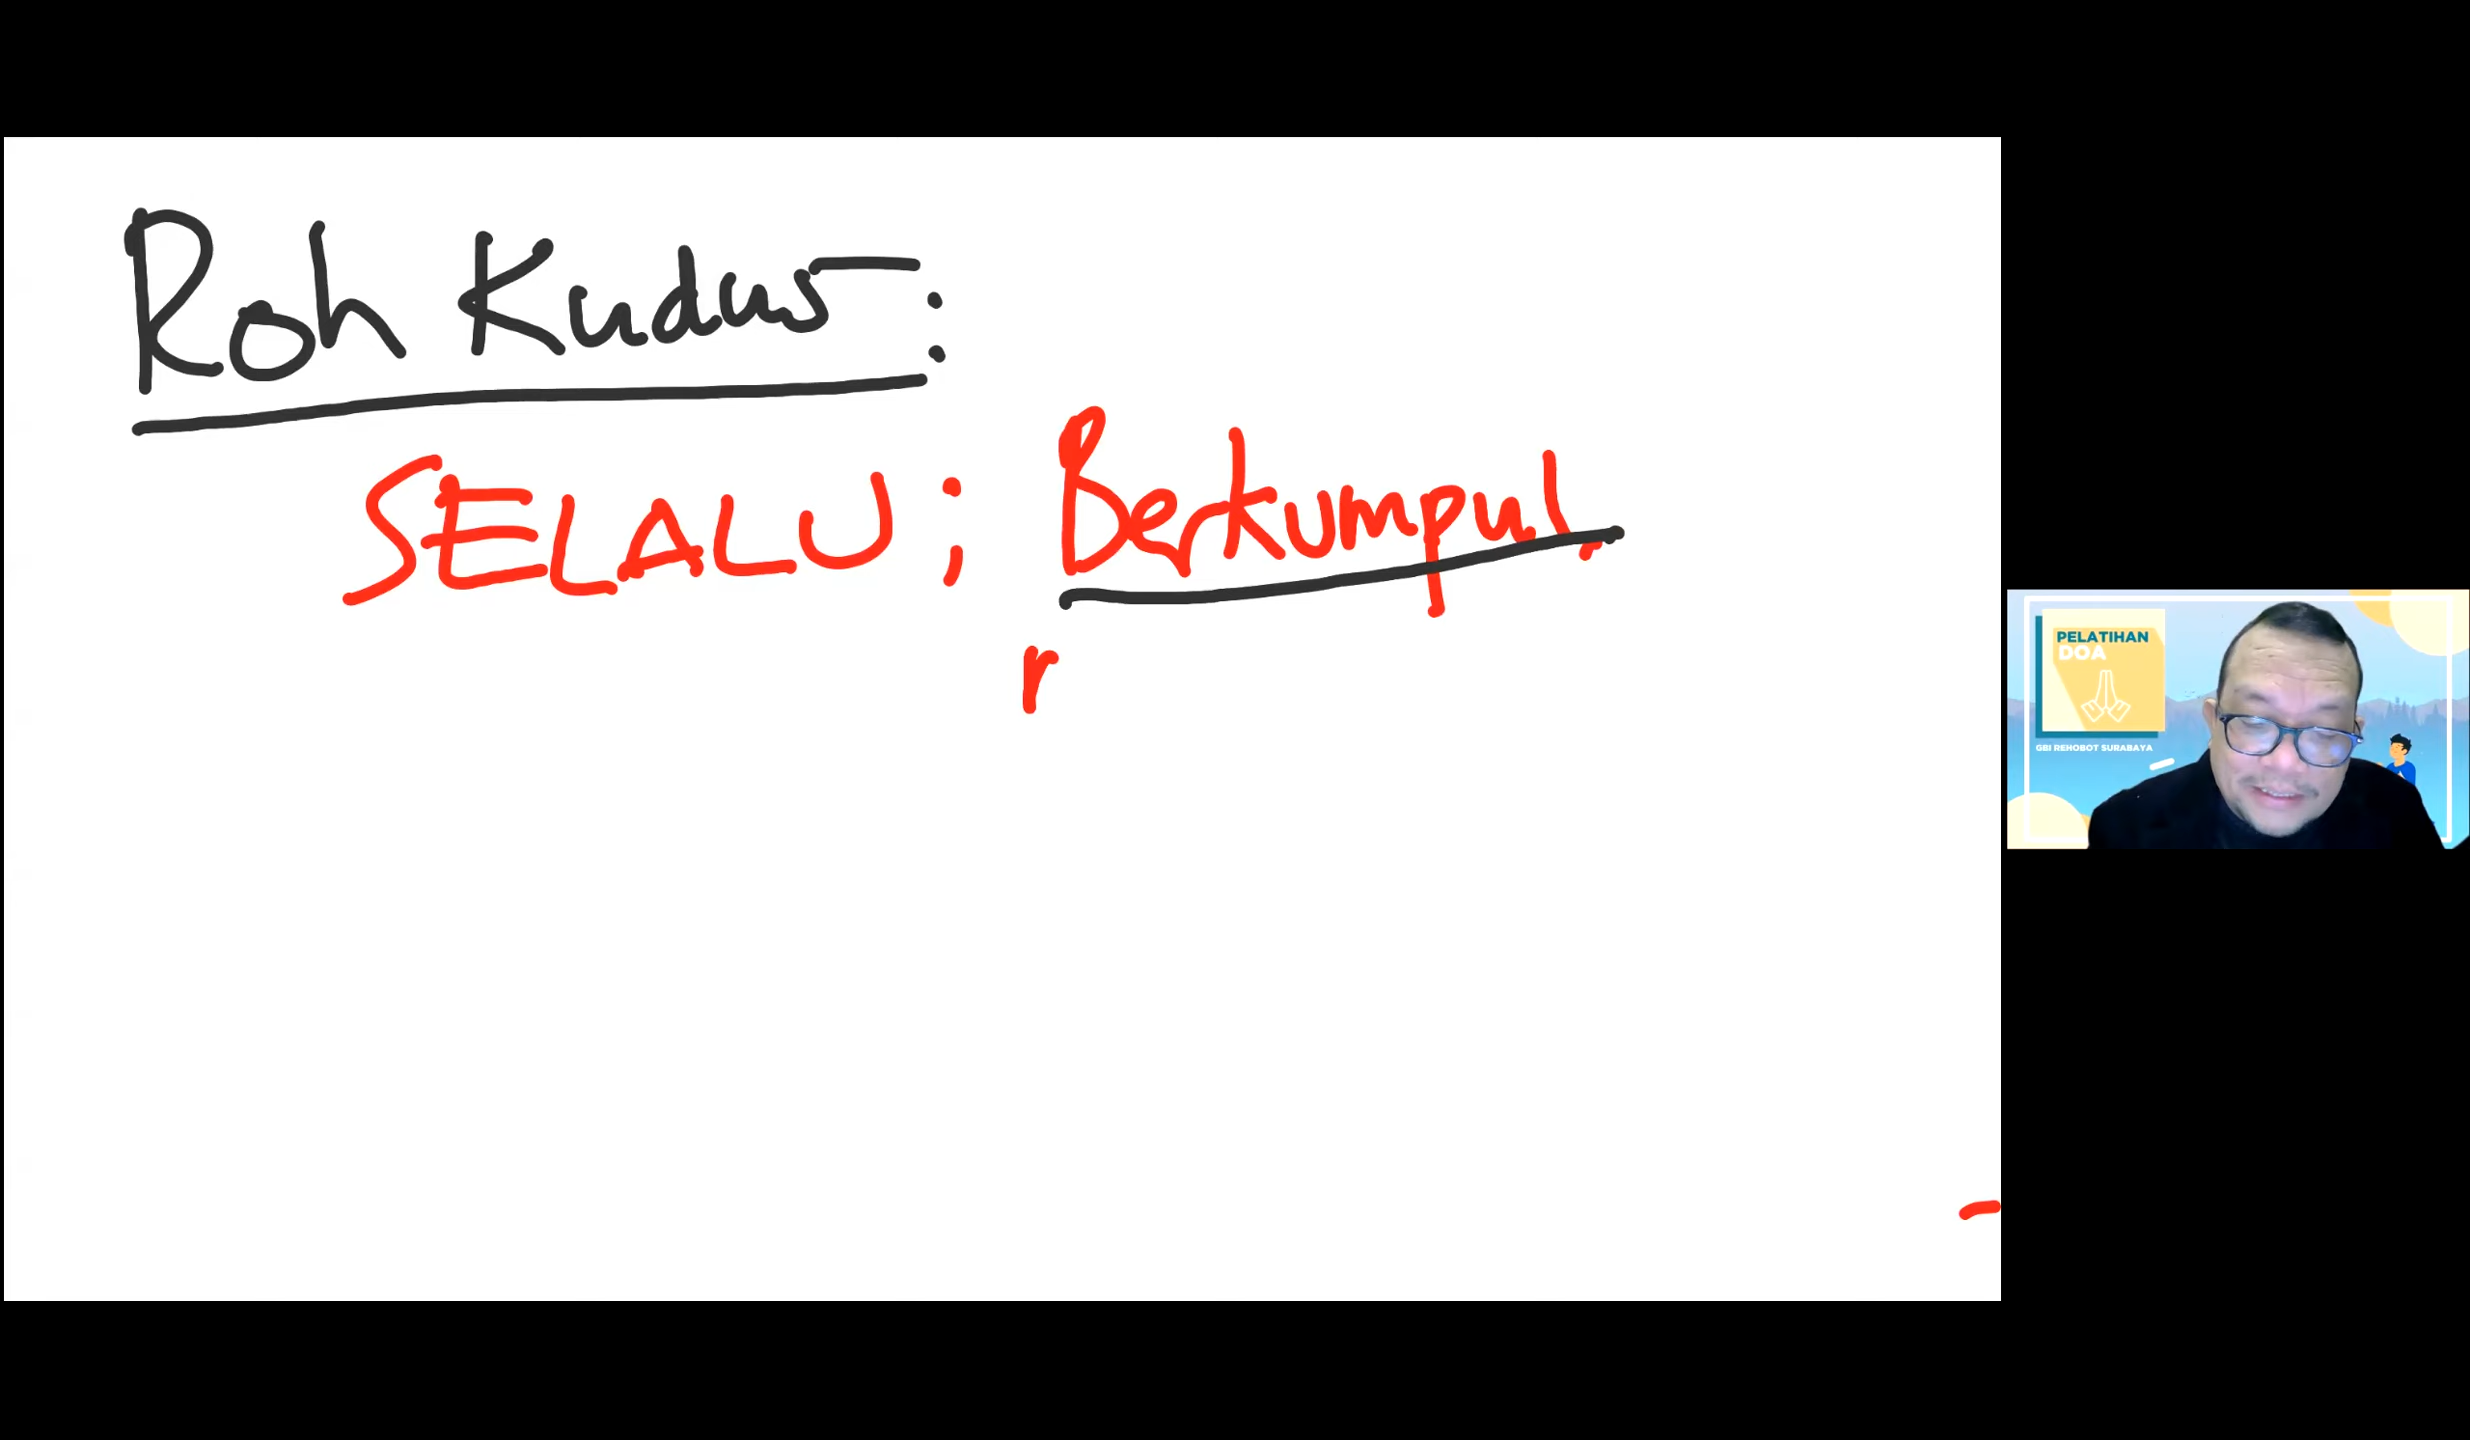 Roh Kudus :
SELALU ; Berkumpul,
r
PELATIHAN
DOA
GBI REHOBOT SURABAYA